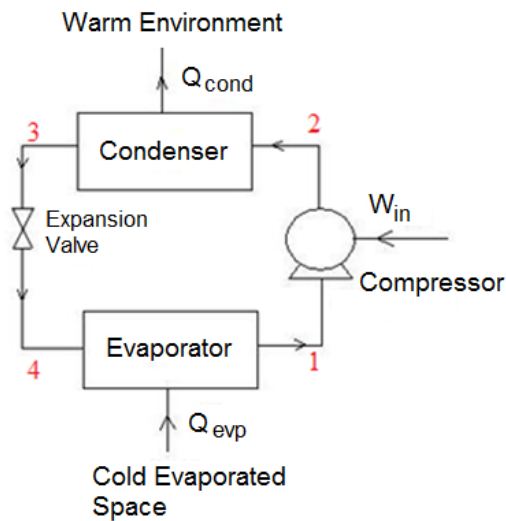 Warm Environment
Qcond
3
2
Condenser
Win
Expansion
Valve
Compressor
Evaporator
4
1
Qevp
Cold Evaporated
Space